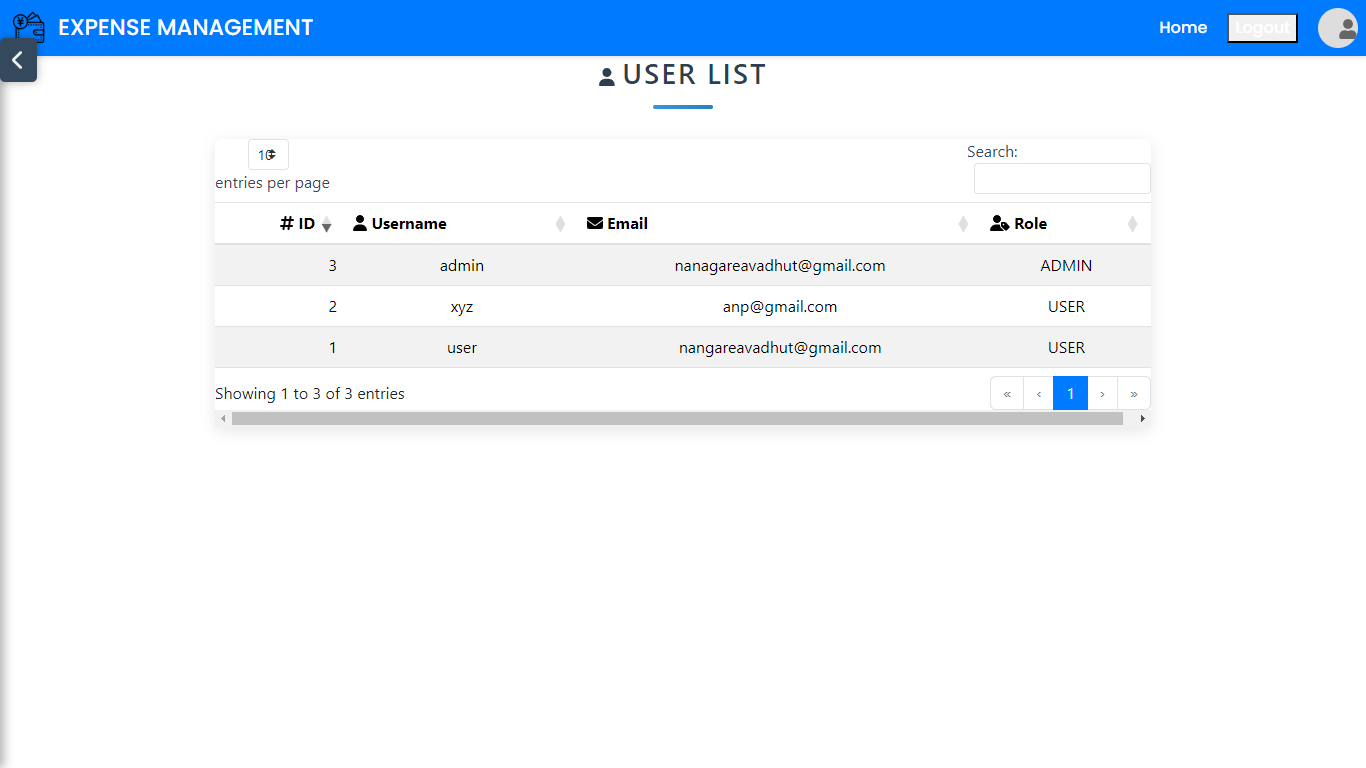 EXPENSE MANAGEMENT Home Logout
USER LIST
10
entries per page
Search:
# ID Username Email Role
3 admin nanagareavadhut@gmail.com ADMIN
2 xyz anp@gmail.com USER
1 user nangareavadhut@gmail.com USER
Showing 1 to 3 of 3 entries « ‹ 1 › »